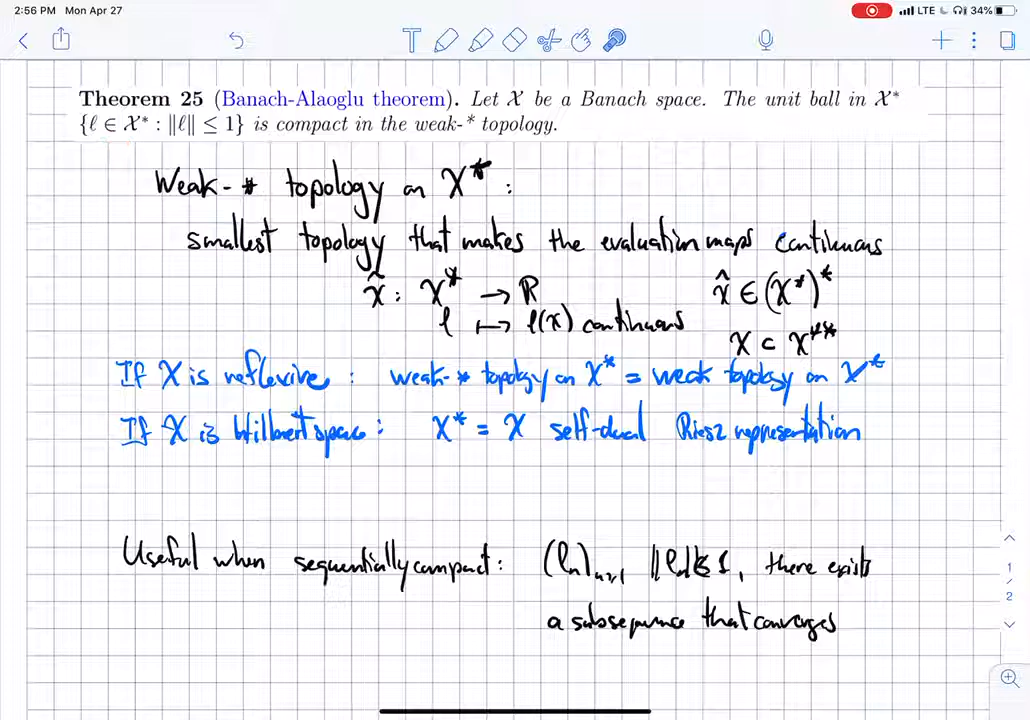 2:56 PM Mon Apr 27
LTE 34%
T
Theorem 25 (Banach-Alaoglu theorem). Let 𝒳 be a Banach space. The unit ball in 𝒳*
{ℓ ∈ 𝒳* : ‖ℓ‖ ≤ 1} is compact in the weak-* topology.
Weak-* topology on X* :
smallest topology that makes the evaluation maps continuous
x̂ : X* → ℝ x̂ ∈ (X*)*
ℓ ↦ ℓ(x) continuous
X ⊂ X**
If X is reflexive : weak-* topology on X* = weak topology on X*
If X is Hilbert space : X* = X self-dual Riesz representation
Useful when sequentially compact : (ℓn)n≥1 ‖ℓn‖≤1, there exists
a subsequence that converges
1
/
2